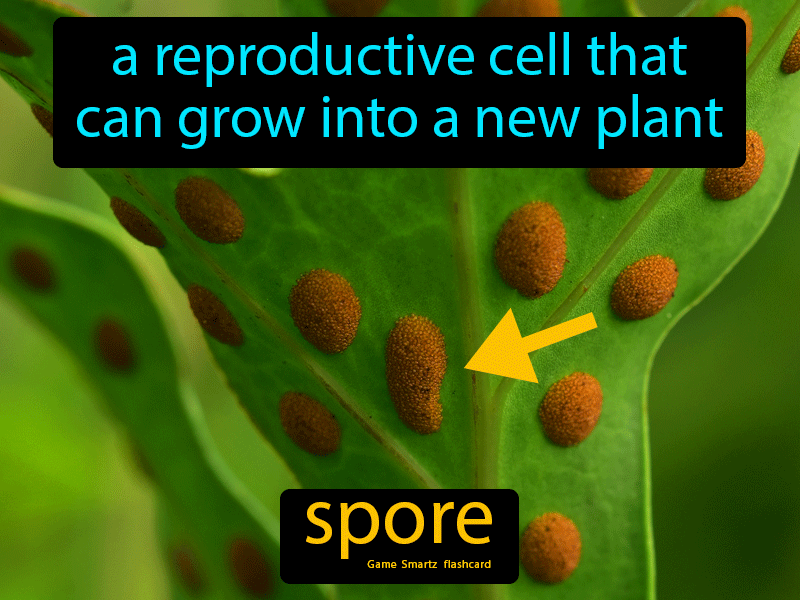 a reproductive cell that
can grow into a new plant
spore
Game Smartz flashcard